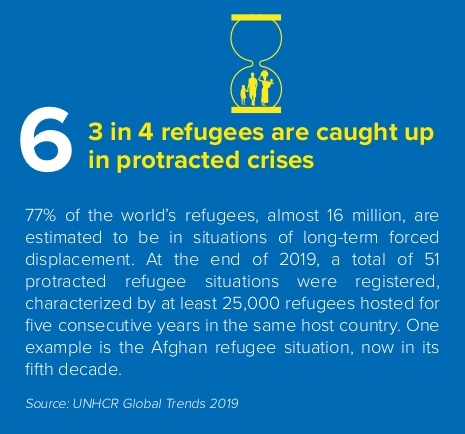 6
3 in 4 refugees are caught up
in protracted crises
77% of the world's refugees, almost 16 million, are
estimated to be in situations of long-term forced
displacement. At the end of 2019, a total of 51
protracted refugee situations were registered,
characterized by at least 25,000 refugees hosted for
five consecutive years in the same host country. One
example is the Afghan refugee situation, now in its
fifth decade.
Source: UNHCR Global Trends 2019